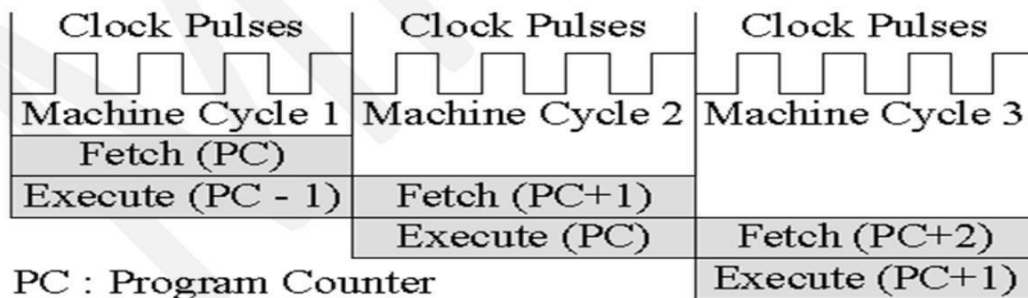 Clock Pulses Clock Pulses Clock Pulses
Machine Cycle 1 Machine Cycle 2 Machine Cycle 3
Fetch (PC)
Execute (PC - 1) Fetch (PC+1)
Execute (PC) Fetch (PC+2)
PC : Program Counter Execute (PC+1)